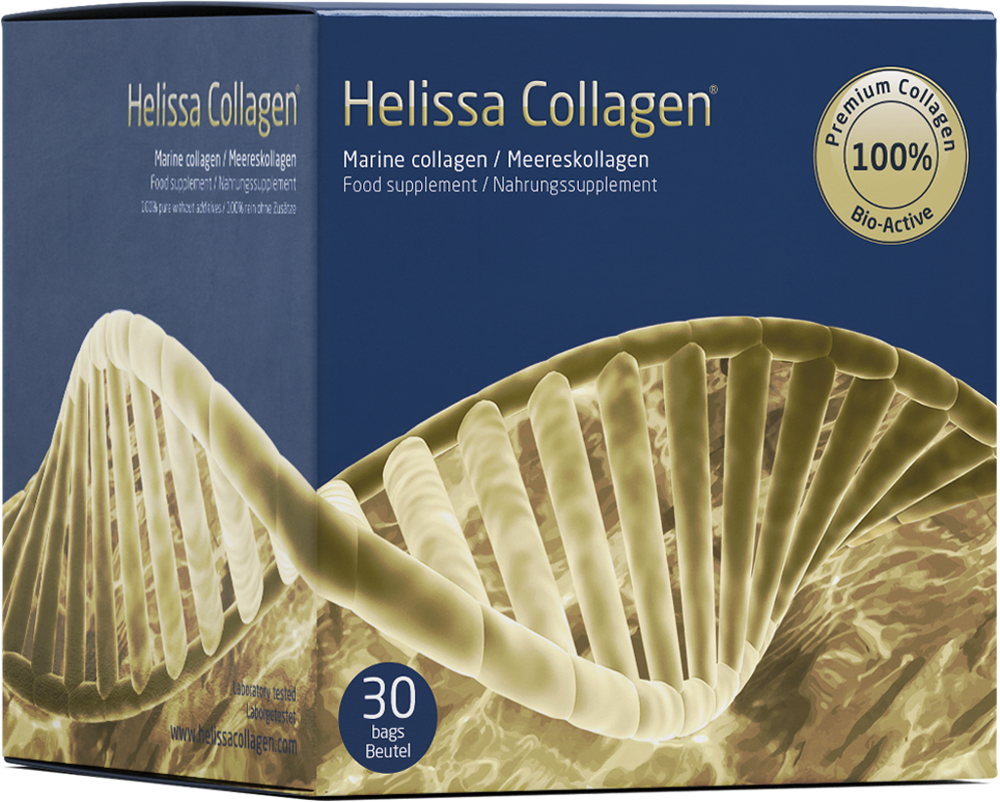 Helissa Collagen®
Marine collagen / Meereskollagen
Food supplement / Nahrungssupplement
100% pure without additives / 100% rein ohne Zusätze
Laboratory tested
Laborgetestet
www.helissacollagen.com
Helissa Collagen®
Marine collagen / Meereskollagen
Food supplement / Nahrungssupplement
Premium Collagen
100%
Bio-Active
30
bags
Beutel